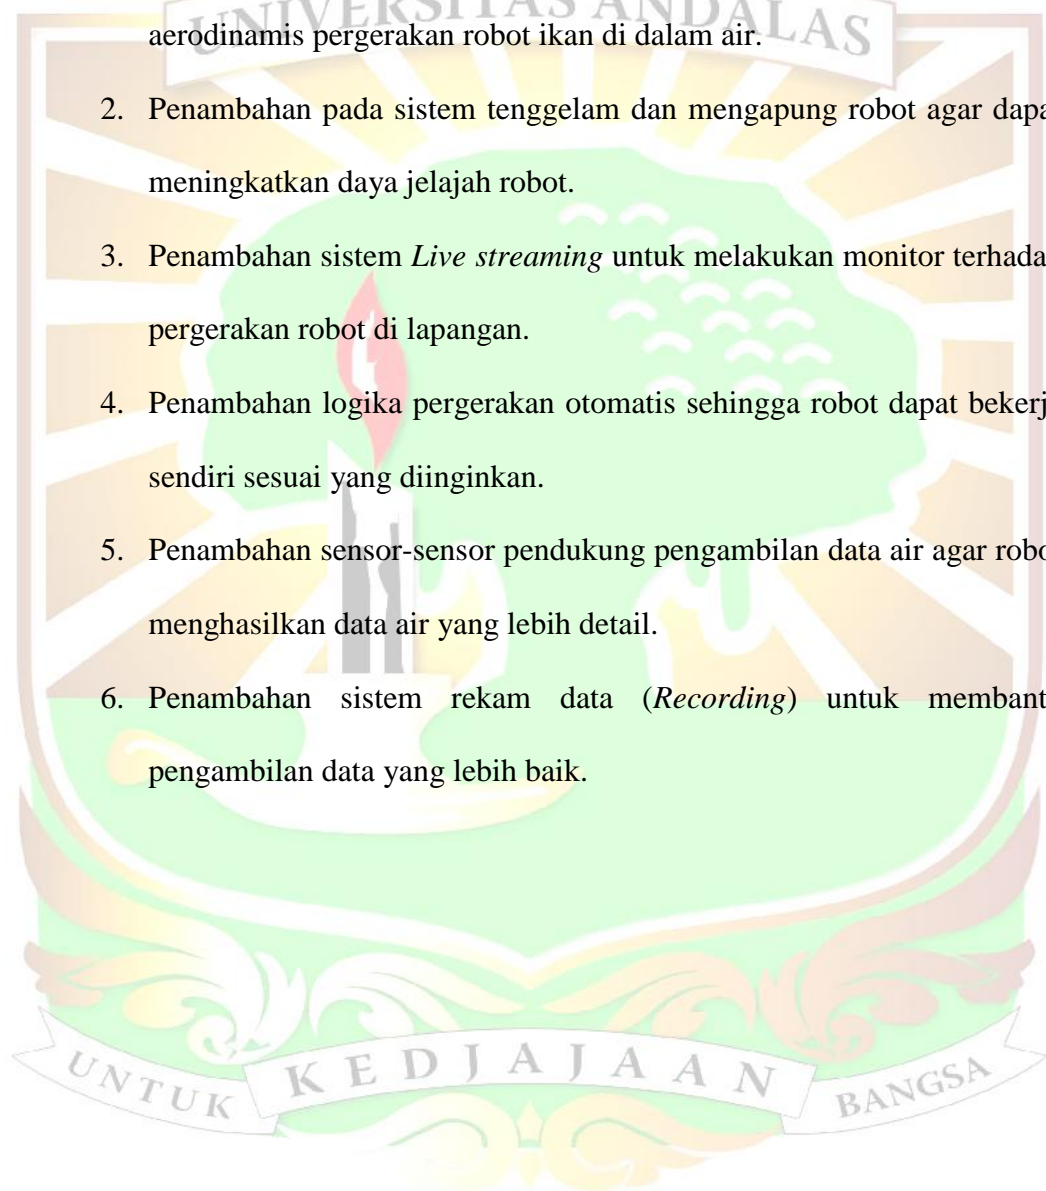 UNIVERSITAS ANDALAS
aerodinamis pergerakan robot ikan di dalam air.
2. Penambahan pada sistem tenggelam dan mengapung robot agar dapa
meningkatkan daya jelajah robot.
3. Penambahan sistem Live streaming untuk melakukan monitor terhada
pergerakan robot di lapangan.
4. Penambahan logika pergerakan otomatis sehingga robot dapat bekerj
sendiri sesuai yang diinginkan.
5. Penambahan sensor-sensor pendukung pengambilan data air agar robo
menghasilkan data air yang lebih detail.
6. Penambahan sistem rekam data (Recording) untuk membant
pengambilan data yang lebih baik.
UNTUK KEDJAJAAN BANGSA